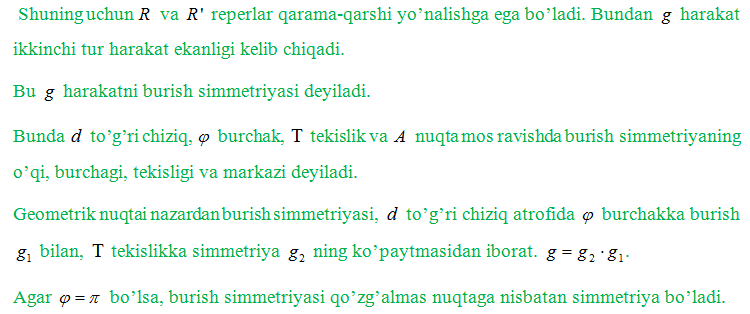 Shuning uchun R va R' reperlar qarama-qarshi yo’nalishga ega bo’ladi. Bundan g harakat
ikkinchi tur harakat ekanligi kelib chiqadi.
Bu g harakatni burish simmetriyasi deyiladi.
Bunda d to’g’ri chiziq, φ burchak, T tekislik va A nuqta mos ravishda burish simmetriyaning
o’qi, burchagi, tekisligi va markazi deyiladi.
Geometrik nuqtai nazardan burish simmetriyasi, d to’g’ri chiziq atrofida φ burchakka burish
g₁ bilan, T tekislikka simmetriya g₂ ning ko’paytmasidan iborat. g = g₂ · g₁.
Agar φ = π bo’lsa, burish simmetriyasi qo’zg’almas nuqtaga nisbatan simmetriya bo’ladi.